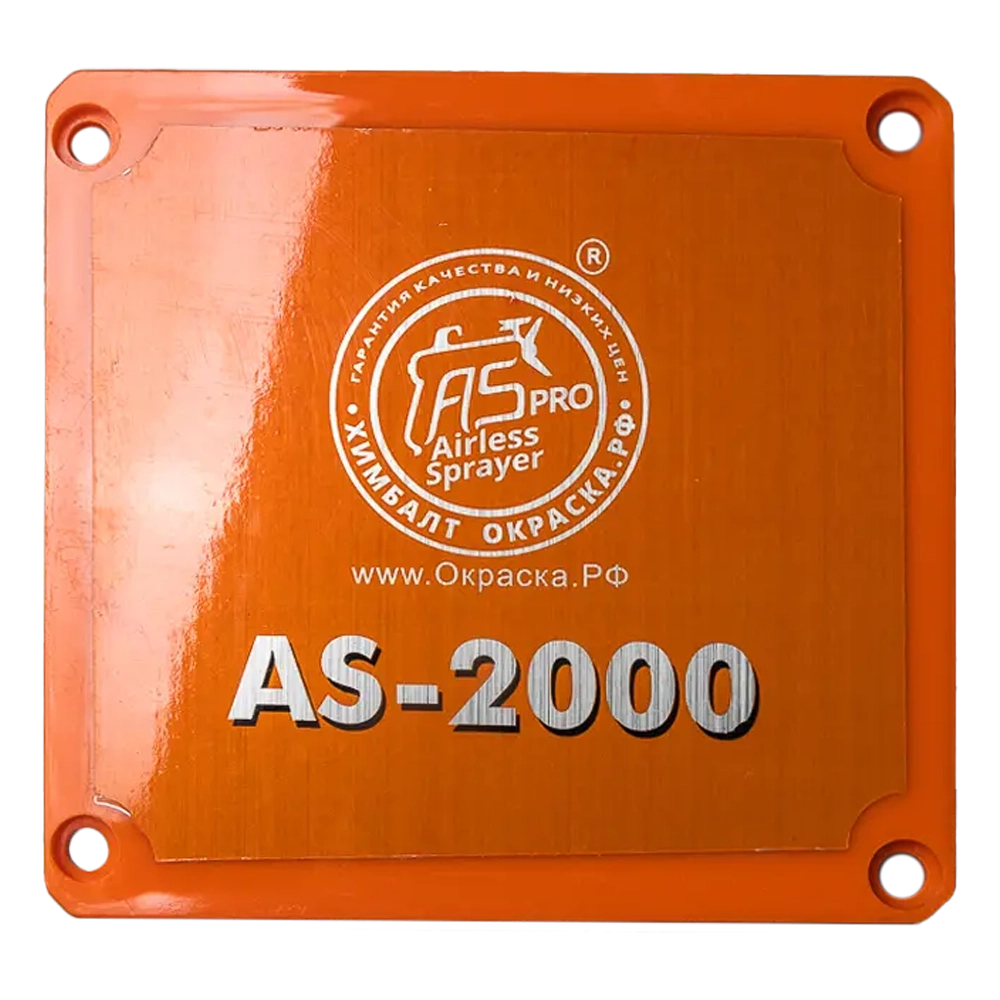 ®
ГАРАНТИЯ КАЧЕСТВА И НИЗКИХ ЦЕН
AS PRO
Airless
Sprayer
• ХИМБАЛТ ОКРАСКА.РФ •
www.Окраска.Рф
AS-2000